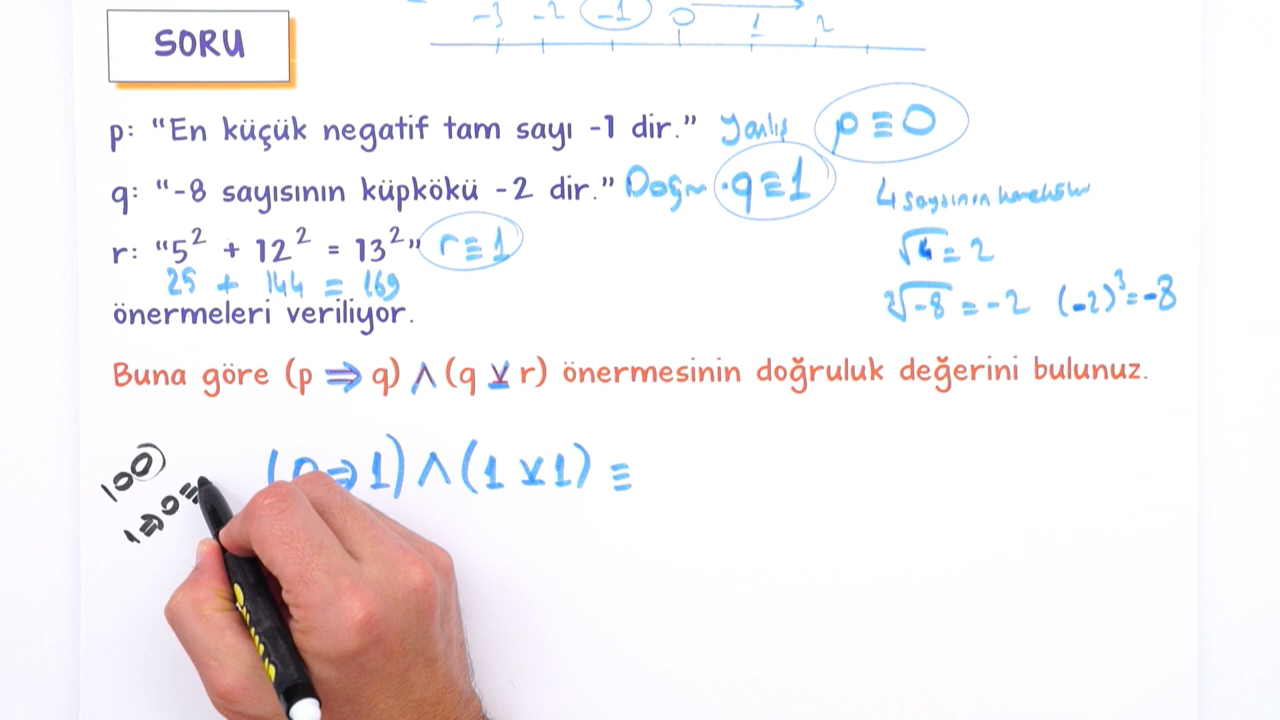 -3 -2 -1 0 1 2
SORU
p: “En küçük negatif tam sayı -1 dir.” Yanlış p ≡ 0
q: “-8 sayısının küpkökü -2 dir.” Doğru q ≡ 1
4 sayısının karekökü
r: “5² + 12² = 13²” r ≡ 1
√4 = 2
25 + 144 = 169
³√-8 = -2 (-2)³ = -8
önermeleri veriliyor.
Buna göre (p ⇒ q) ∧ (q ⊻ r) önermesinin doğruluk değerini bulunuz.
100
(0 ⇒ 1) ∧ (1 ⊻ 1) ≡
1 ⇒ 0 ≡